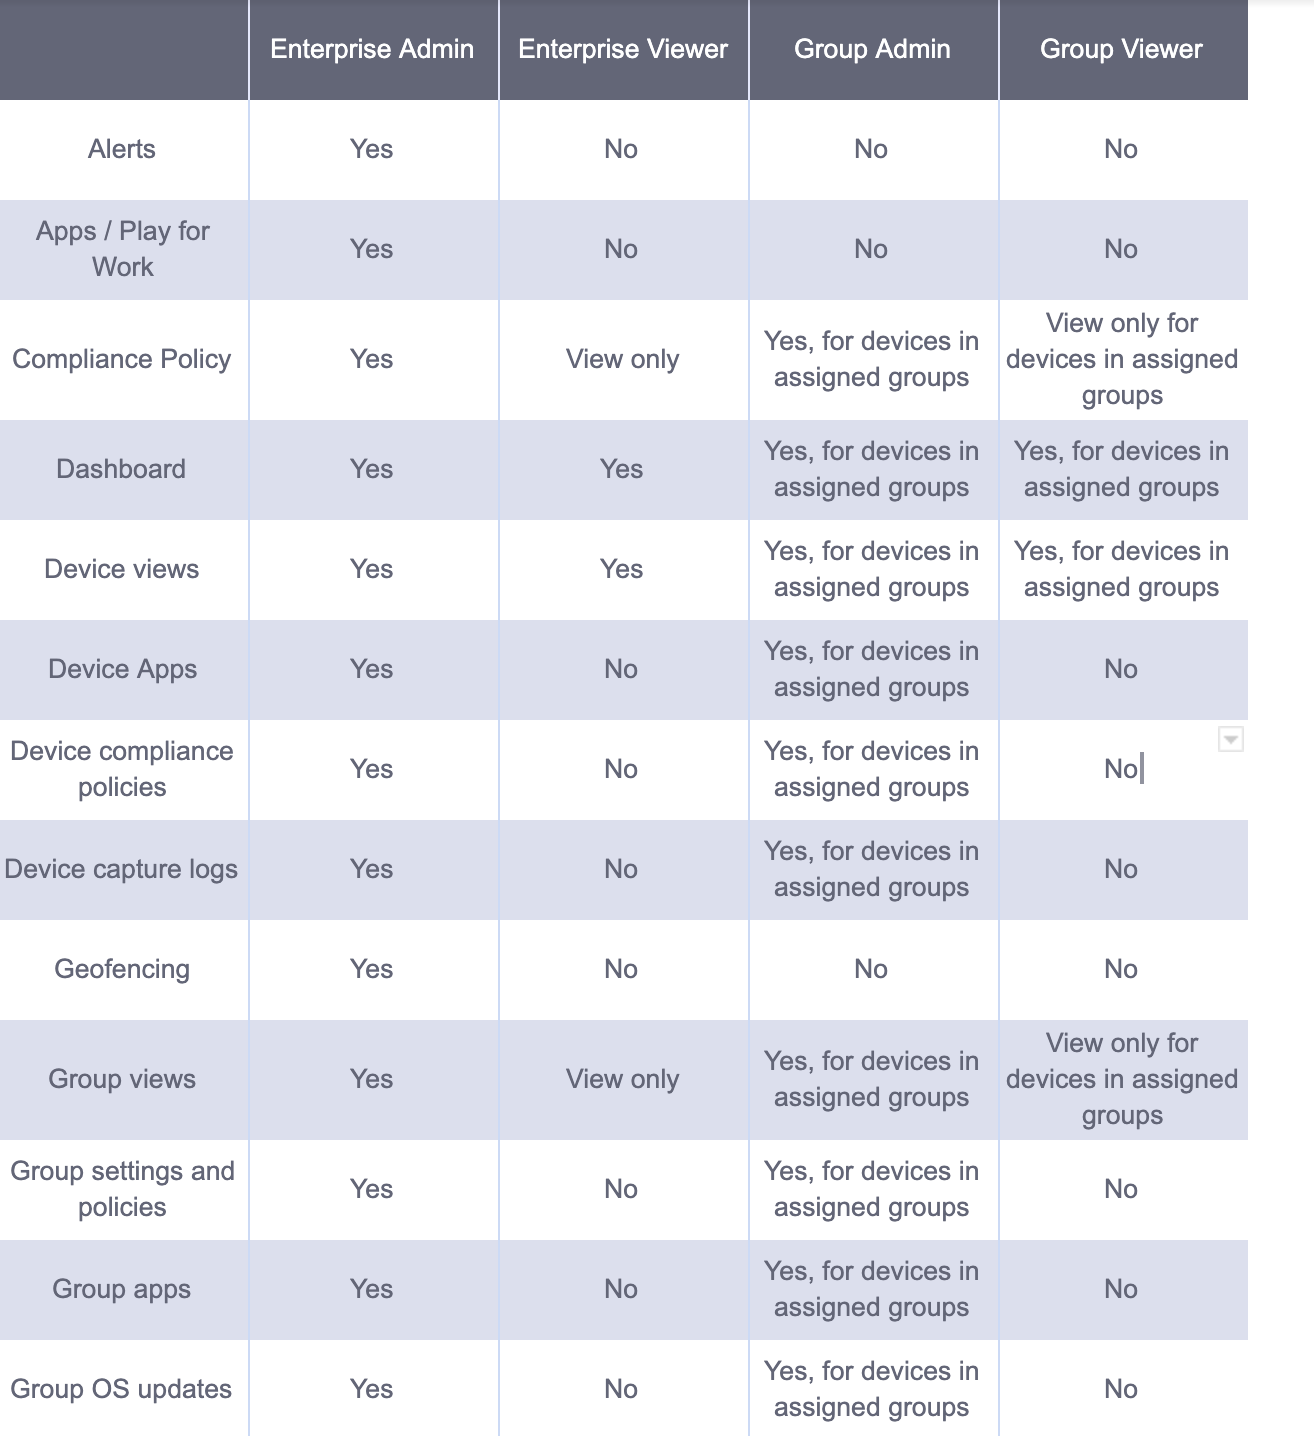 Enterprise Admin Enterprise Viewer Group Admin Group Viewer
Alerts Yes No No No
Apps / Play for
Work
Yes No No No
Compliance Policy Yes View only
Yes, for devices in
assigned groups
View only for
devices in assigned
groups
Dashboard Yes Yes
Yes, for devices in
assigned groups
Yes, for devices in
assigned groups
Device views Yes Yes
Yes, for devices in
assigned groups
Yes, for devices in
assigned groups
Device Apps Yes No
Yes, for devices in
assigned groups
No
Device compliance
policies
Yes No
Yes, for devices in
assigned groups
No
Device capture logs Yes No
Yes, for devices in
assigned groups
No
Geofencing Yes No No No
Group views Yes View only
Yes, for devices in
assigned groups
View only for
devices in assigned
groups
Group settings and
policies
Yes No
Yes, for devices in
assigned groups
No
Group apps Yes No
Yes, for devices in
assigned groups
No
Group OS updates Yes No
Yes, for devices in
assigned groups
No